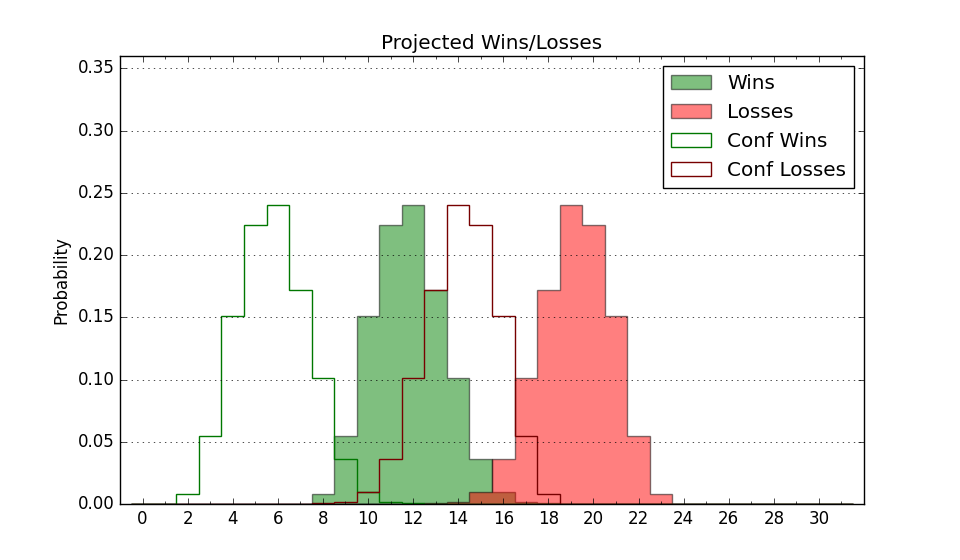 Projected Wins/Losses
0.35
0.30
0.25
0.20
0.15
0.10
0.05
0.00
Probability
Wins
Losses
Conf Wins
Conf Losses
0 2 4 6 8 10 12 14 16 18 20 22 24 26 28 30